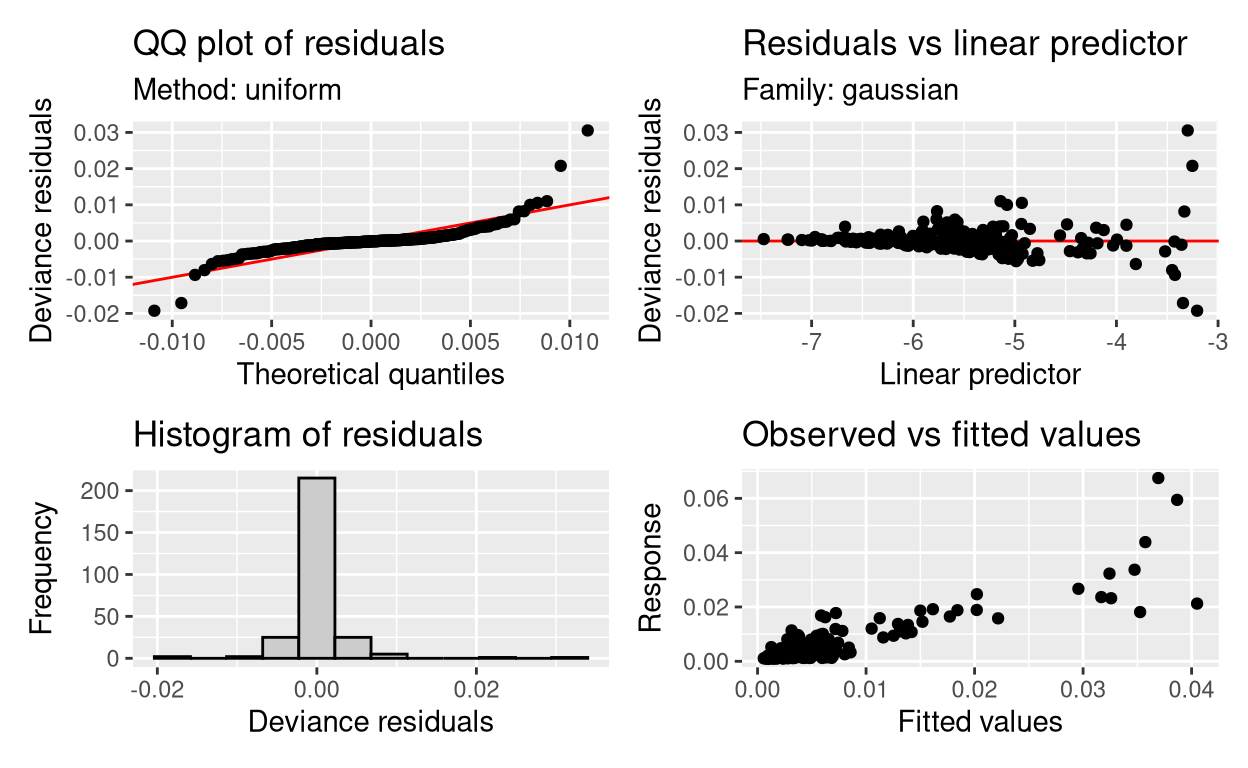 QQ plot of residuals
Method: uniform
Deviance residuals
0.03
0.02
0.01
0.00
-0.01
-0.02
-0.010
-0.005
0.000
0.005
0.010
Theoretical quantiles
Residuals vs linear predictor
Family: gaussian
Deviance residuals
0.03
0.02
0.01
0.00
-0.01
-0.02
-7
-6
-5
-4
-3
Linear predictor
Histogram of residuals
Frequency
200
150
100
50
0
-0.02
0.00
0.02
Deviance residuals
Observed vs fitted values
Response
0.06
0.04
0.02
0.00
0.00
0.01
0.02
0.03
0.04
Fitted values